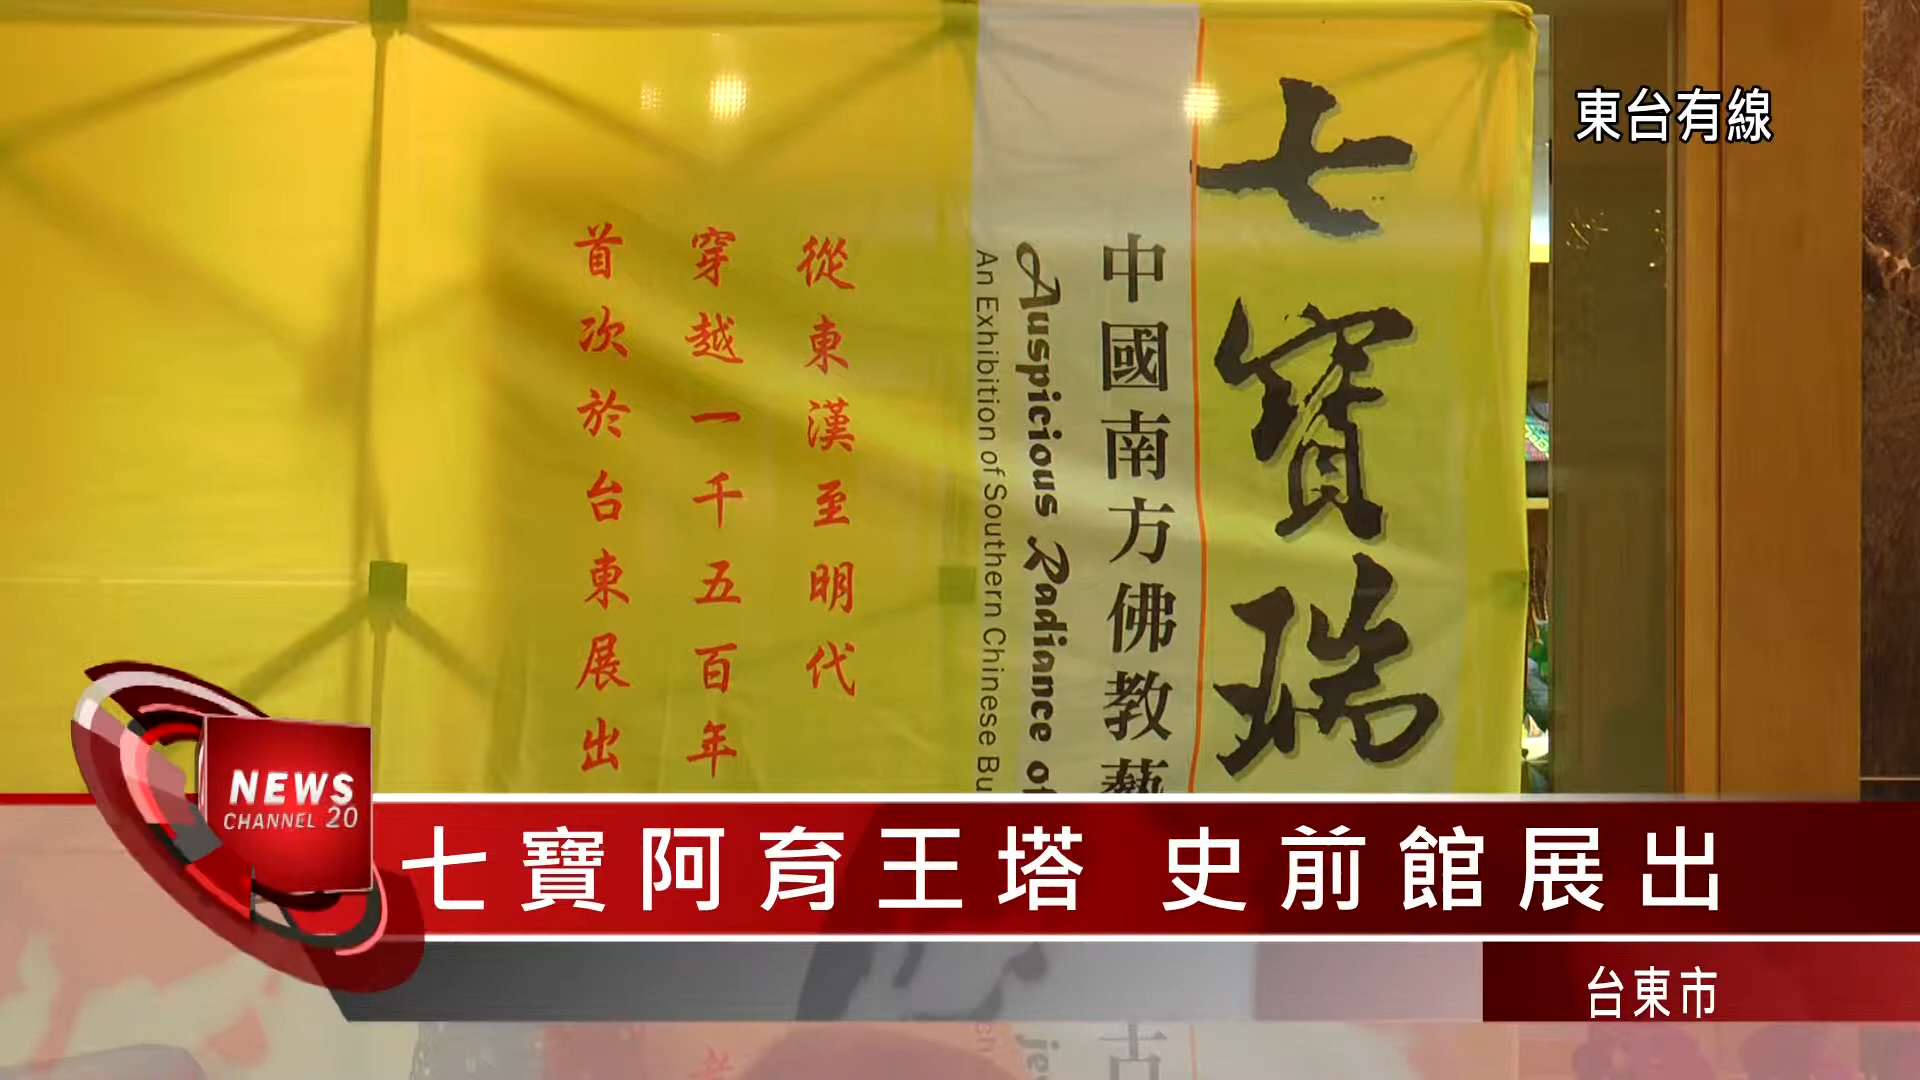 東台有線
七寶瑞
中國南方佛教藝
Auspicious Radiance of
An Exhibition of Southern Chinese Bu
從東漢至明代
穿越一千五百年
首次於台東展出
NEWS
CHANNEL 20
七寶阿育王塔 史前館展出
台東市
古